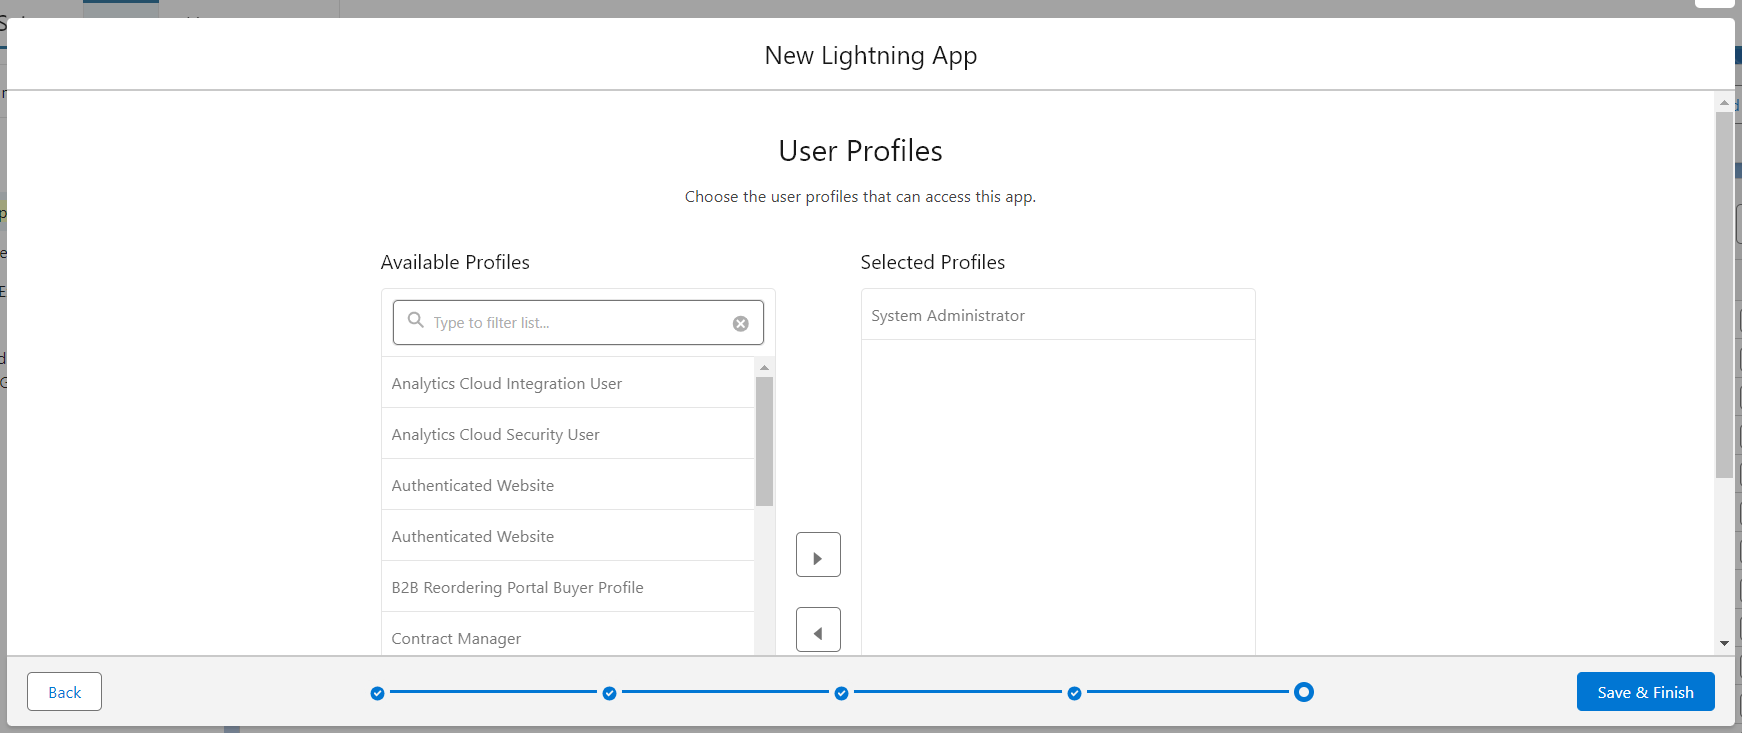 New Lightning App
User Profiles
Choose the user profiles that can access this app.
Available Profiles
Selected Profiles
Type to filter list...
System Administrator
Analytics Cloud Integration User
Analytics Cloud Security User
Authenticated Website
Authenticated Website
B2B Reordering Portal Buyer Profile
Contract Manager
Back
Save & Finish